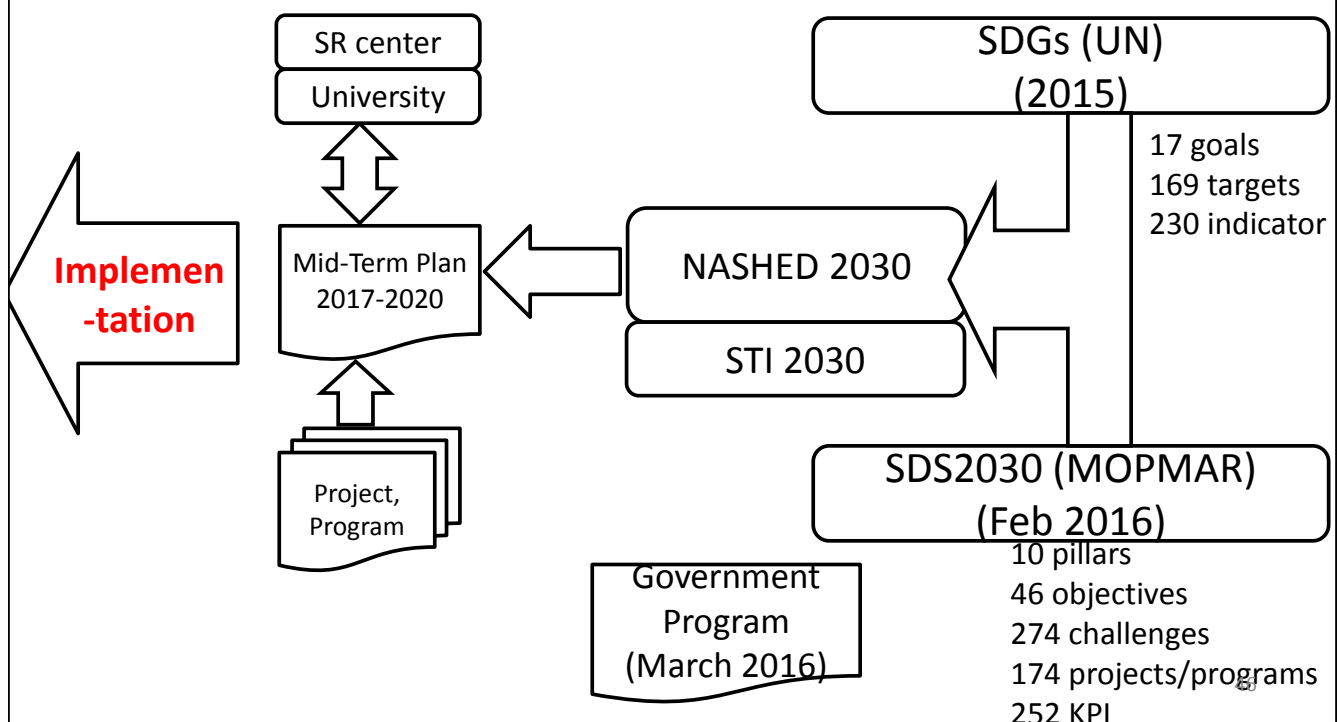 SR center
University
SDGs (UN)
(2015)
17 goals
169 targets
230 indicator
Implemen
-tation
Mid-Term Plan
2017-2020
NASHED 2030
STI 2030
Project,
Program
SDS2030 (MOPMAR)
(Feb 2016)
10 pillars
46 objectives
274 challenges
174 projects/programs
252 KPI
Government
Program
(March 2016)
46